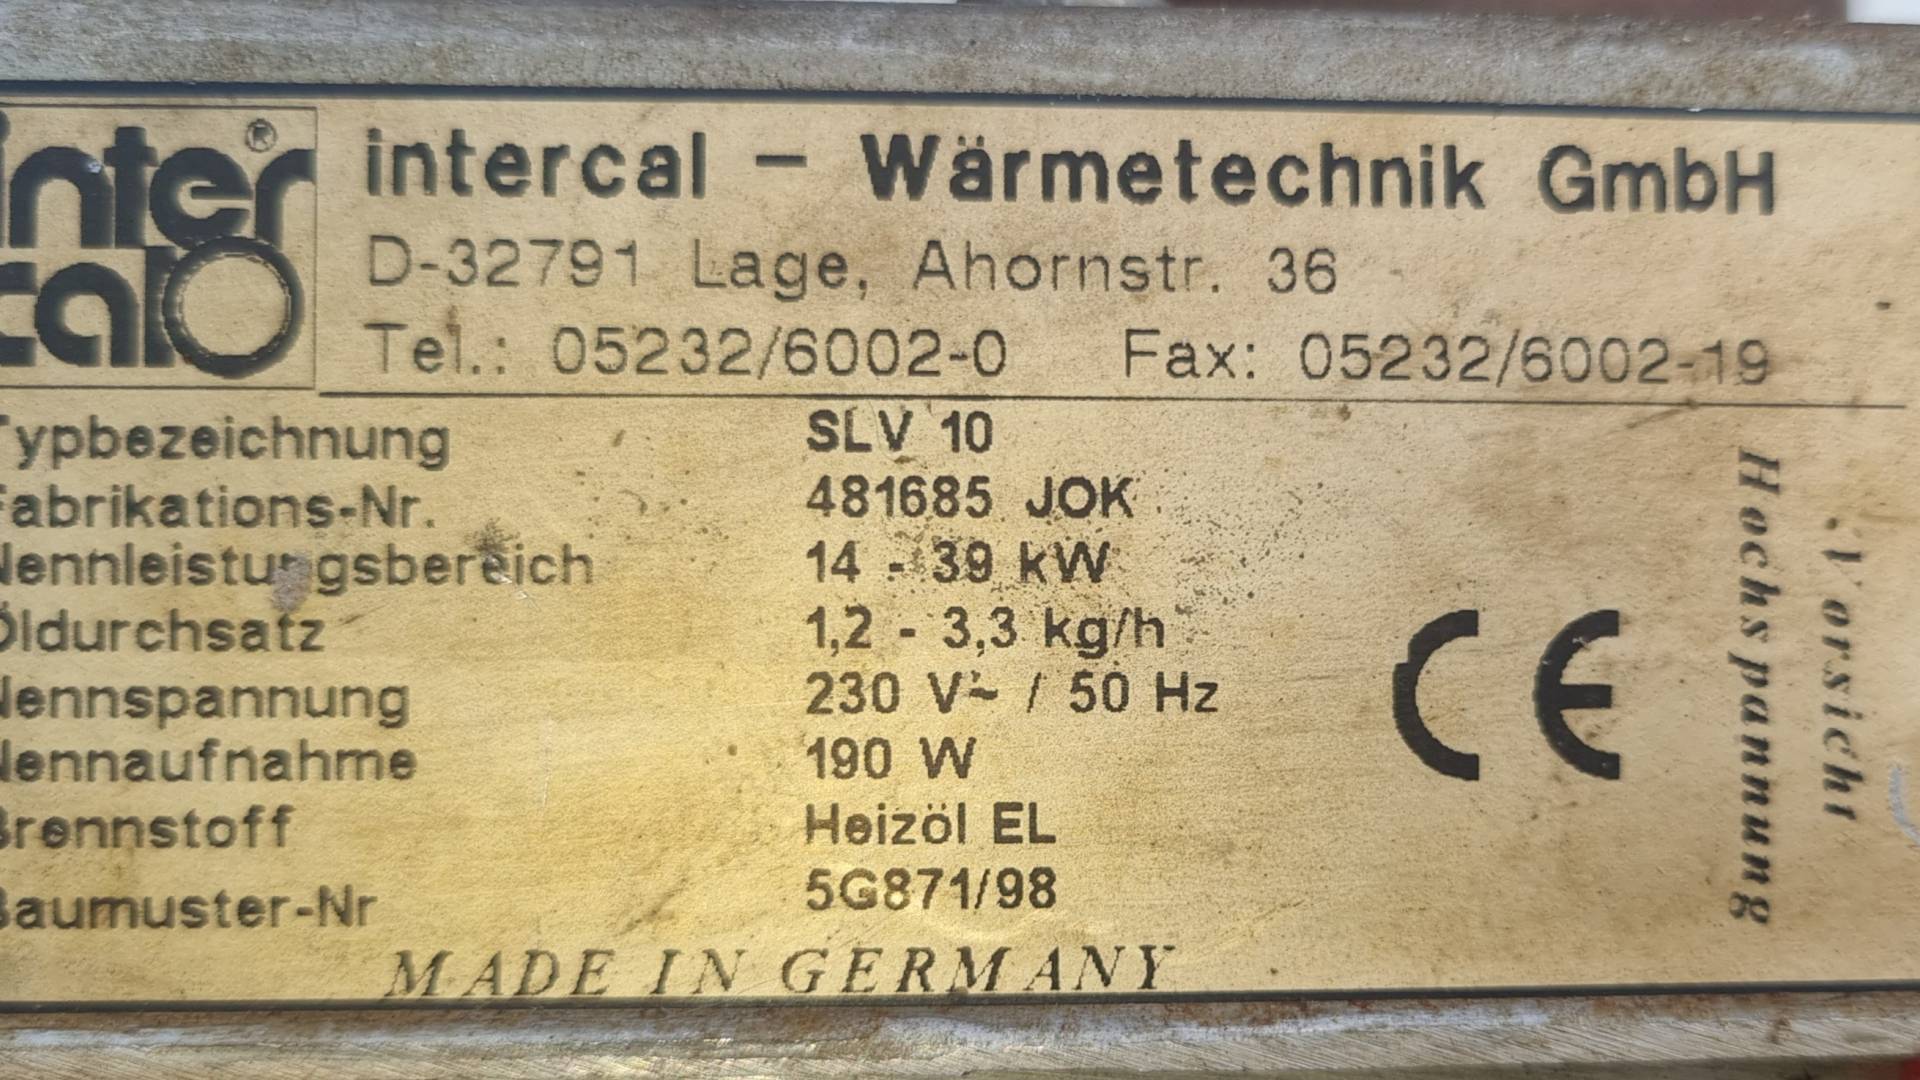 inter®
cal
intercal - Wärmetechnik GmbH
D-32791 Lage, Ahornstr. 36
Tel.: 05232/6002-0 Fax: 05232/6002-19
Typbezeichnung SLV 10
Fabrikations-Nr. 481685 JOK
Nennleistungsbereich 14 - 39 kW
Öldurchsatz 1,2 - 3,3 kg/h
Nennspannung 230 V~ / 50 Hz
Nennaufnahme 190 W
Brennstoff Heizöl EL
Baumuster-Nr 5G871/98
CE
Vorsicht
Hochspannung
MADE IN GERMANY